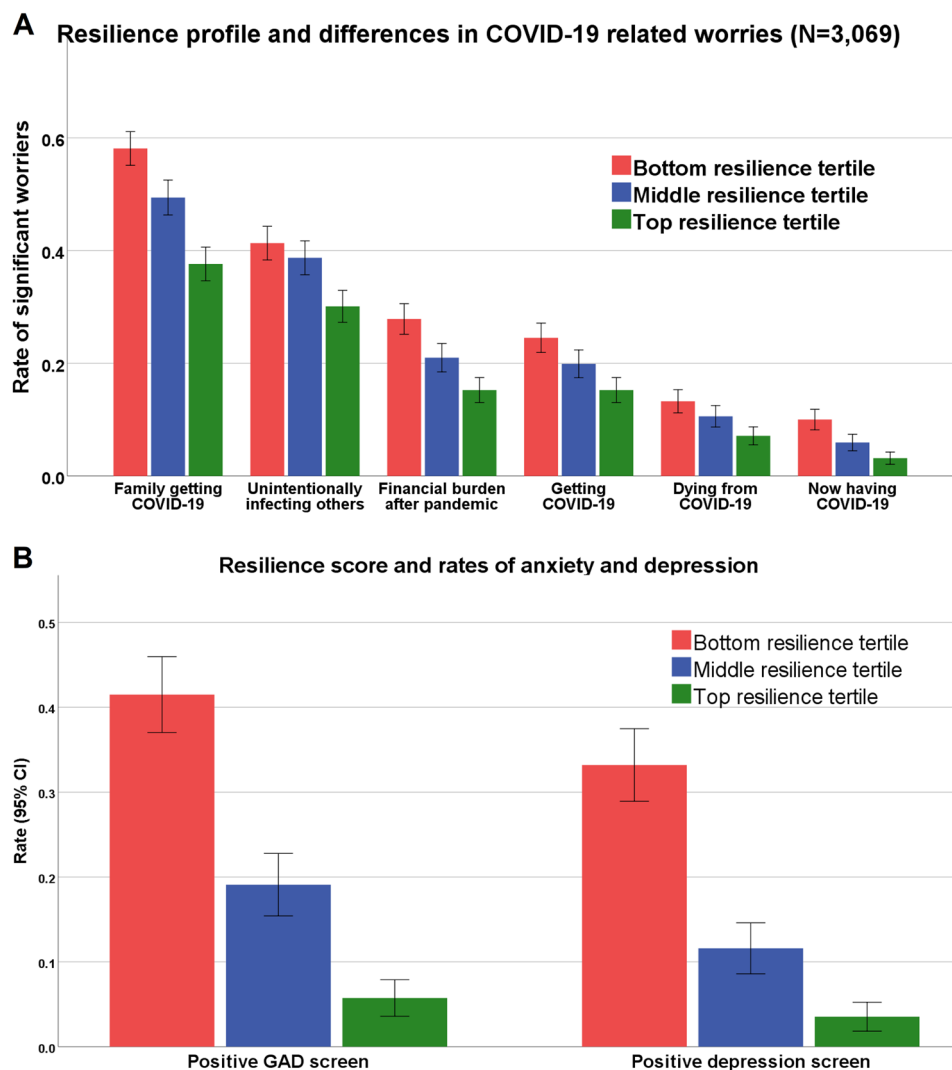 A
Resilience profile and differences in COVID-19 related worries (N=3,069)
Rate of significant worriers
0.6
0.4
0.2
0.0
Bottom resilience tertile
Middle resilience tertile
Top resilience tertile
Family getting
COVID-19
Unintentionally
infecting others
Financial burden
after pandemic
Getting
COVID-19
Dying from
COVID-19
Now having
COVID-19
B
Resilience score and rates of anxiety and depression
Rate (95% CI)
0.5
0.4
0.3
0.2
0.1
0.0
Bottom resilience tertile
Middle resilience tertile
Top resilience tertile
Positive GAD screen
Positive depression screen